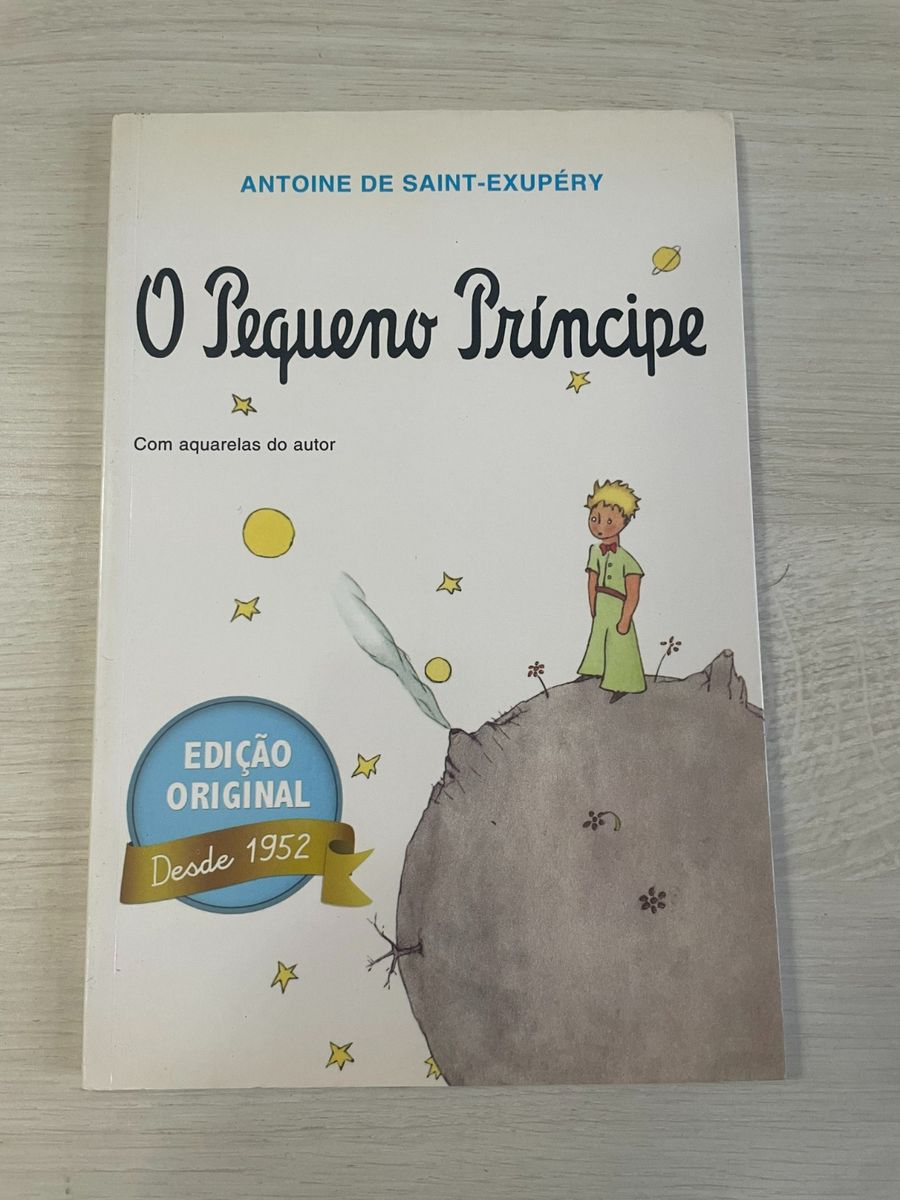 ANTOINE DE SAINT-EXUPÉRY
O Pequeno Príncipe
Com aquarelas do autor
EDIÇÃO
ORIGINAL
Desde 1952